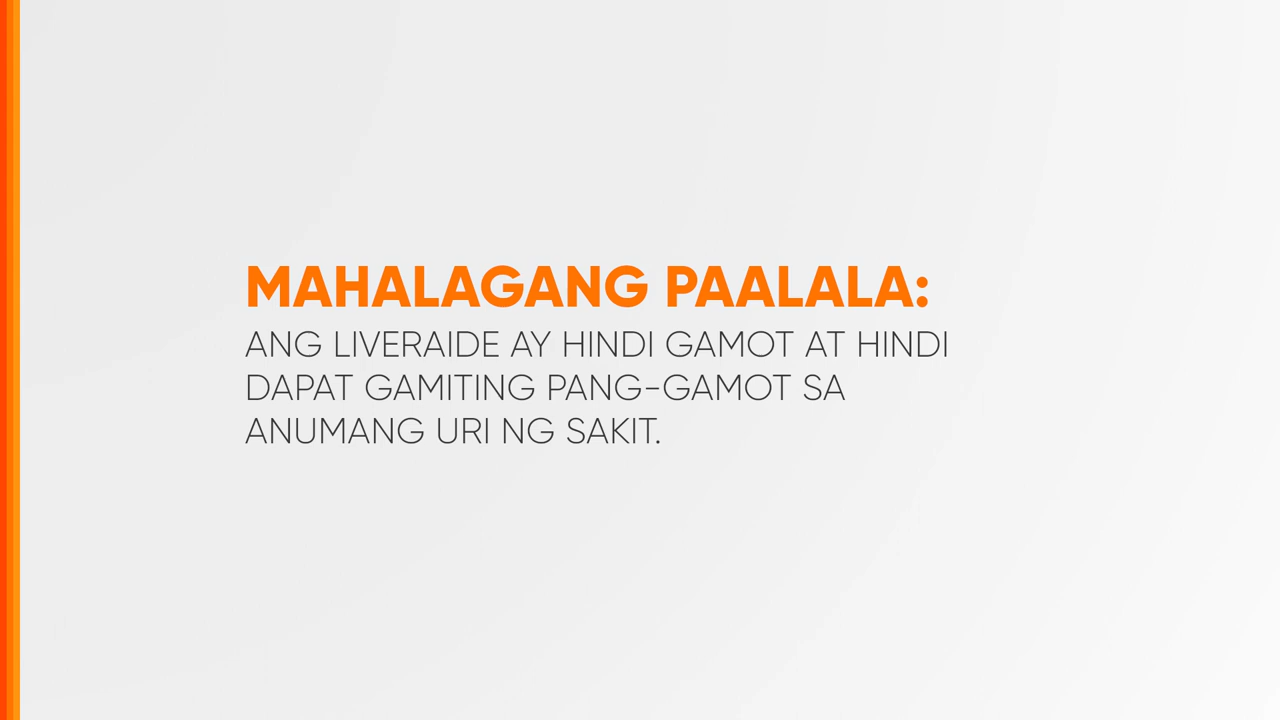 MAHALAGANG PAALALA:
ANG LIVERAIDE AY HINDI GAMOT AT HINDI
DAPAT GAMITING PANG-GAMOT SA
ANUMANG URI NG SAKIT.